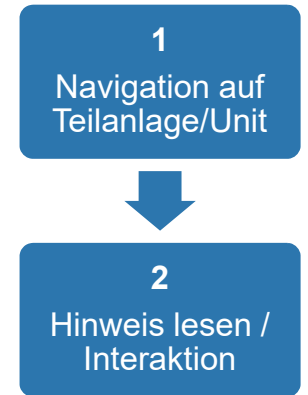 1
Navigation auf
Teilanlage/Unit
2
Hinweis lesen /
Interaktion